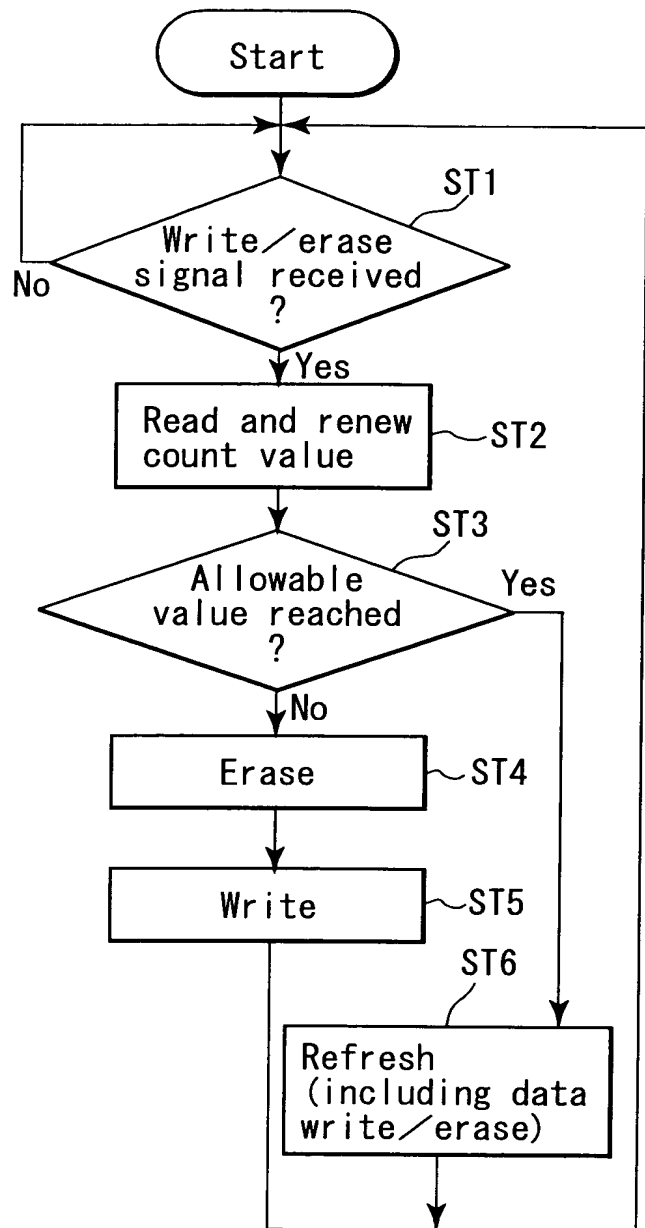 Start
ST1
Write/erase
signal received
?
No
Yes
Read and renew
count value
ST2
ST3
Allowable
value reached
?
Yes
No
Erase
ST4
Write
ST5
ST6
Refresh
(including data
write/erase)